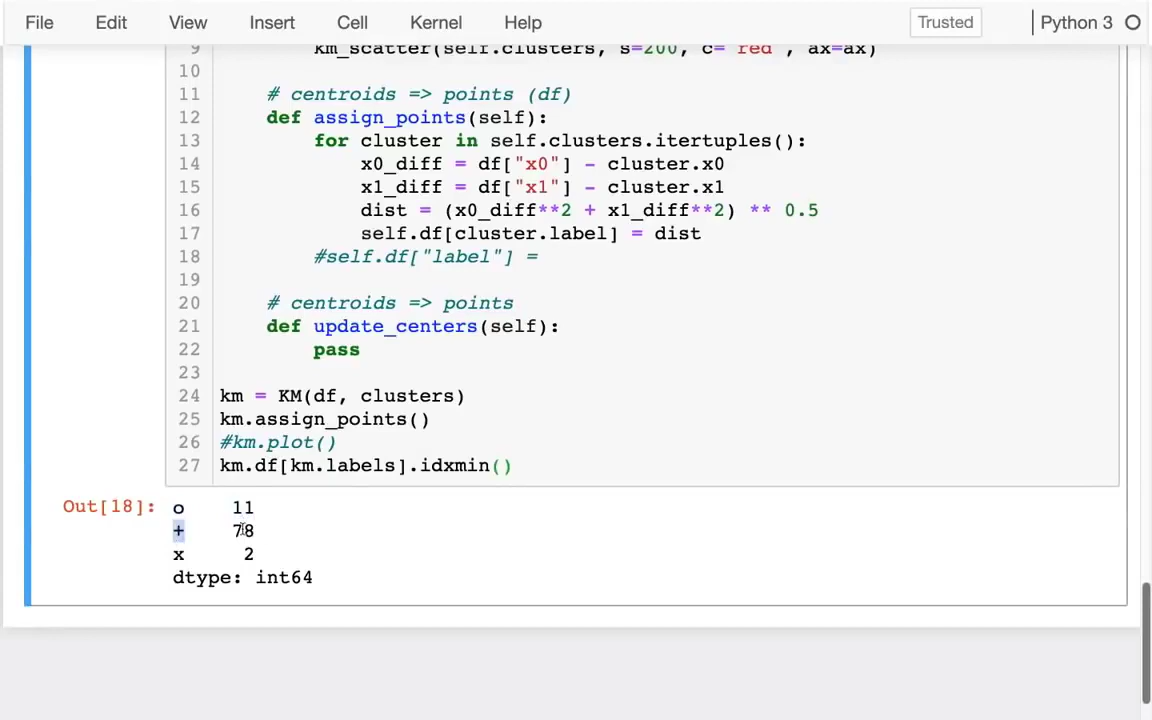 File Edit View Insert Cell Kernel Help Trusted Python 3
9 km_scatter(self.clusters, s=200, c="red", ax=ax)
10
11 # centroids => points (df)
12 def assign_points(self):
13 for cluster in self.clusters.itertuples():
14 x0_diff = df["x0"] - cluster.x0
15 x1_diff = df["x1"] - cluster.x1
16 dist = (x0_diff**2 + x1_diff**2) ** 0.5
17 self.df[cluster.label] = dist
18 #self.df["label"] =
19
20 # centroids => points
21 def update_centers(self):
22 pass
23
24 km = KM(df, clusters)
25 km.assign_points()
26 #km.plot()
27 km.df[km.labels].idxmin()
Out[18]: o 11
+ 78
x 2
dtype: int64